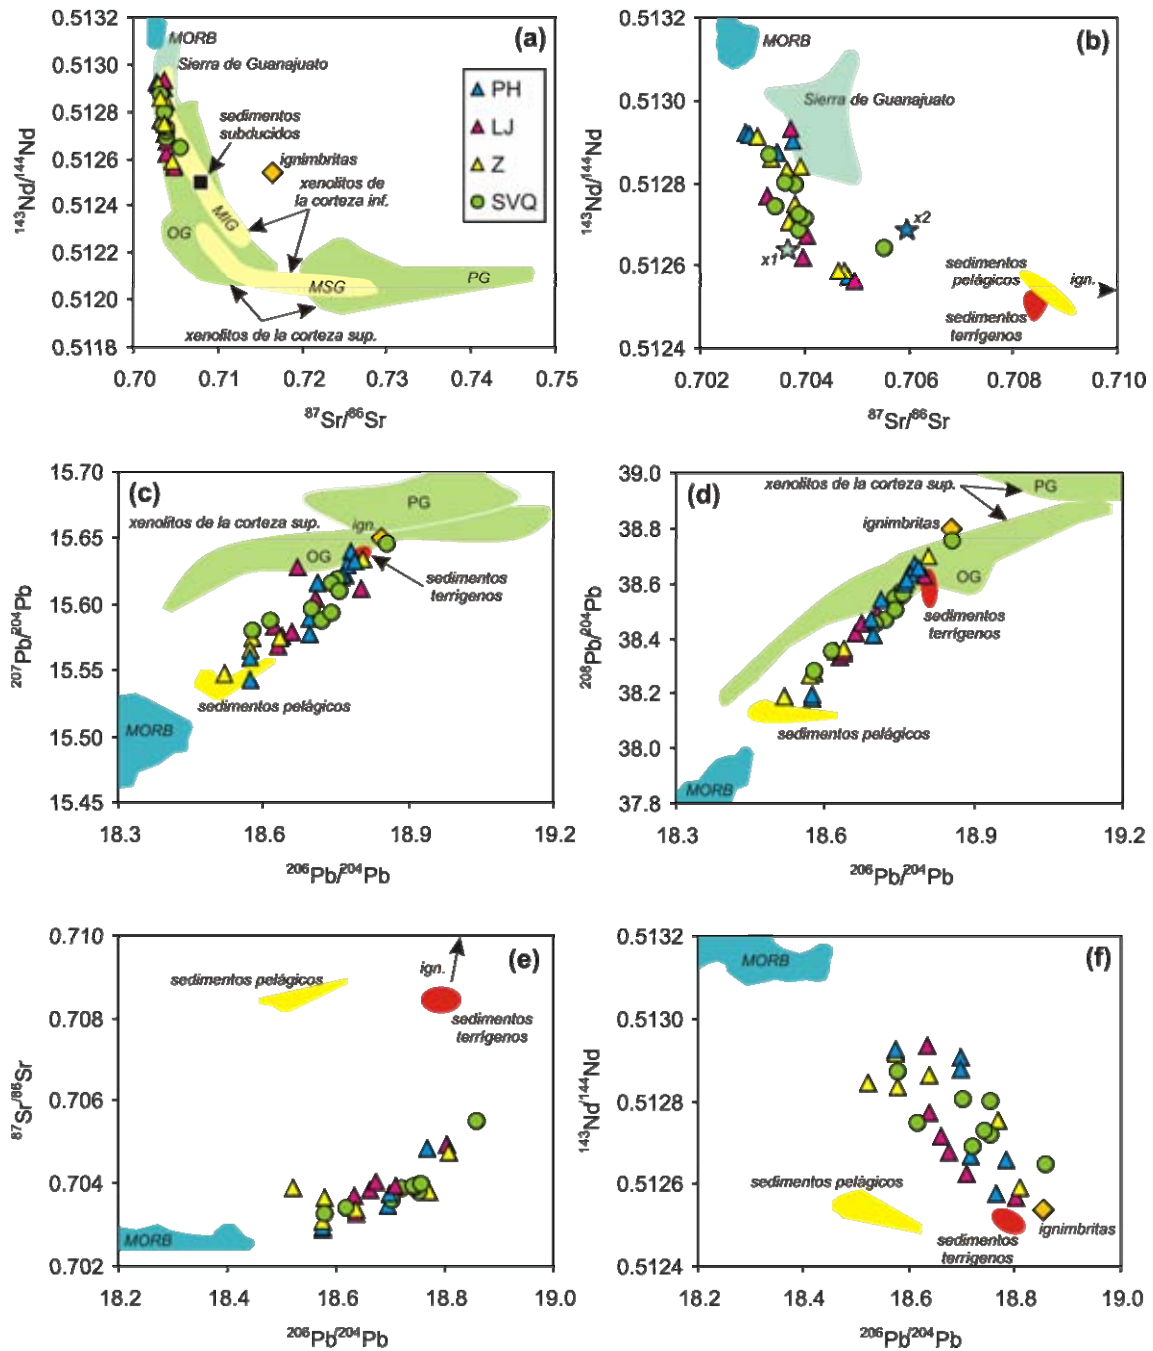 (a)
0.5132
0.5130
0.5128
0.5126
0.5124
0.5122
0.5120
0.5118
143Nd/144Nd
MORB
Sierra de Guanajuato
sedimentos
subducidos
ignimbritas
xenolitos de
la corteza inf.
MIG
OG
MSG
PG
xenolitos de la corteza sup.
PH
LJ
Z
SVQ
0.70
0.71
0.72
0.73
0.74
0.75
87Sr/86Sr
(b)
0.5132
0.5130
0.5128
0.5126
0.5124
143Nd/144Nd
MORB
Sierra de Guanajuato
x2
x1
sedimentos
pelágicos
ign.
sedimentos
terrígenos
0.702
0.704
0.706
0.708
0.710
87Sr/86Sr
(c)
15.70
15.65
15.60
15.55
15.50
15.45
207Pb/204Pb
PG
xenolitos de la corteza sup.
ign.
OG
sedimentos
terrigenos
sedimentos pelágicos
MORB
18.3
18.6
18.9
19.2
206Pb/204Pb
(d)
39.0
38.8
38.6
38.4
38.2
38.0
37.8
208Pb/204Pb
xenolitos de la corteza sup.
PG
ignimbritas
OG
sedimentos
terrígenos
sedimentos pelágicos
MORB
18.3
18.6
18.9
19.2
206Pb/204Pb
(e)
0.710
0.708
0.706
0.704
0.702
87Sr/86Sr
sedimentos pelágicos
ign.
sedimentos
terrígenos
MORB
18.2
18.4
18.6
18.8
19.0
206Pb/204Pb
(f)
0.5132
0.5130
0.5128
0.5126
0.5124
143Nd/144Nd
MORB
sedimentos pelágicos
sedimentos
terrigenos
ignimbritas
18.2
18.4
18.6
18.8
19.0
206Pb/204Pb